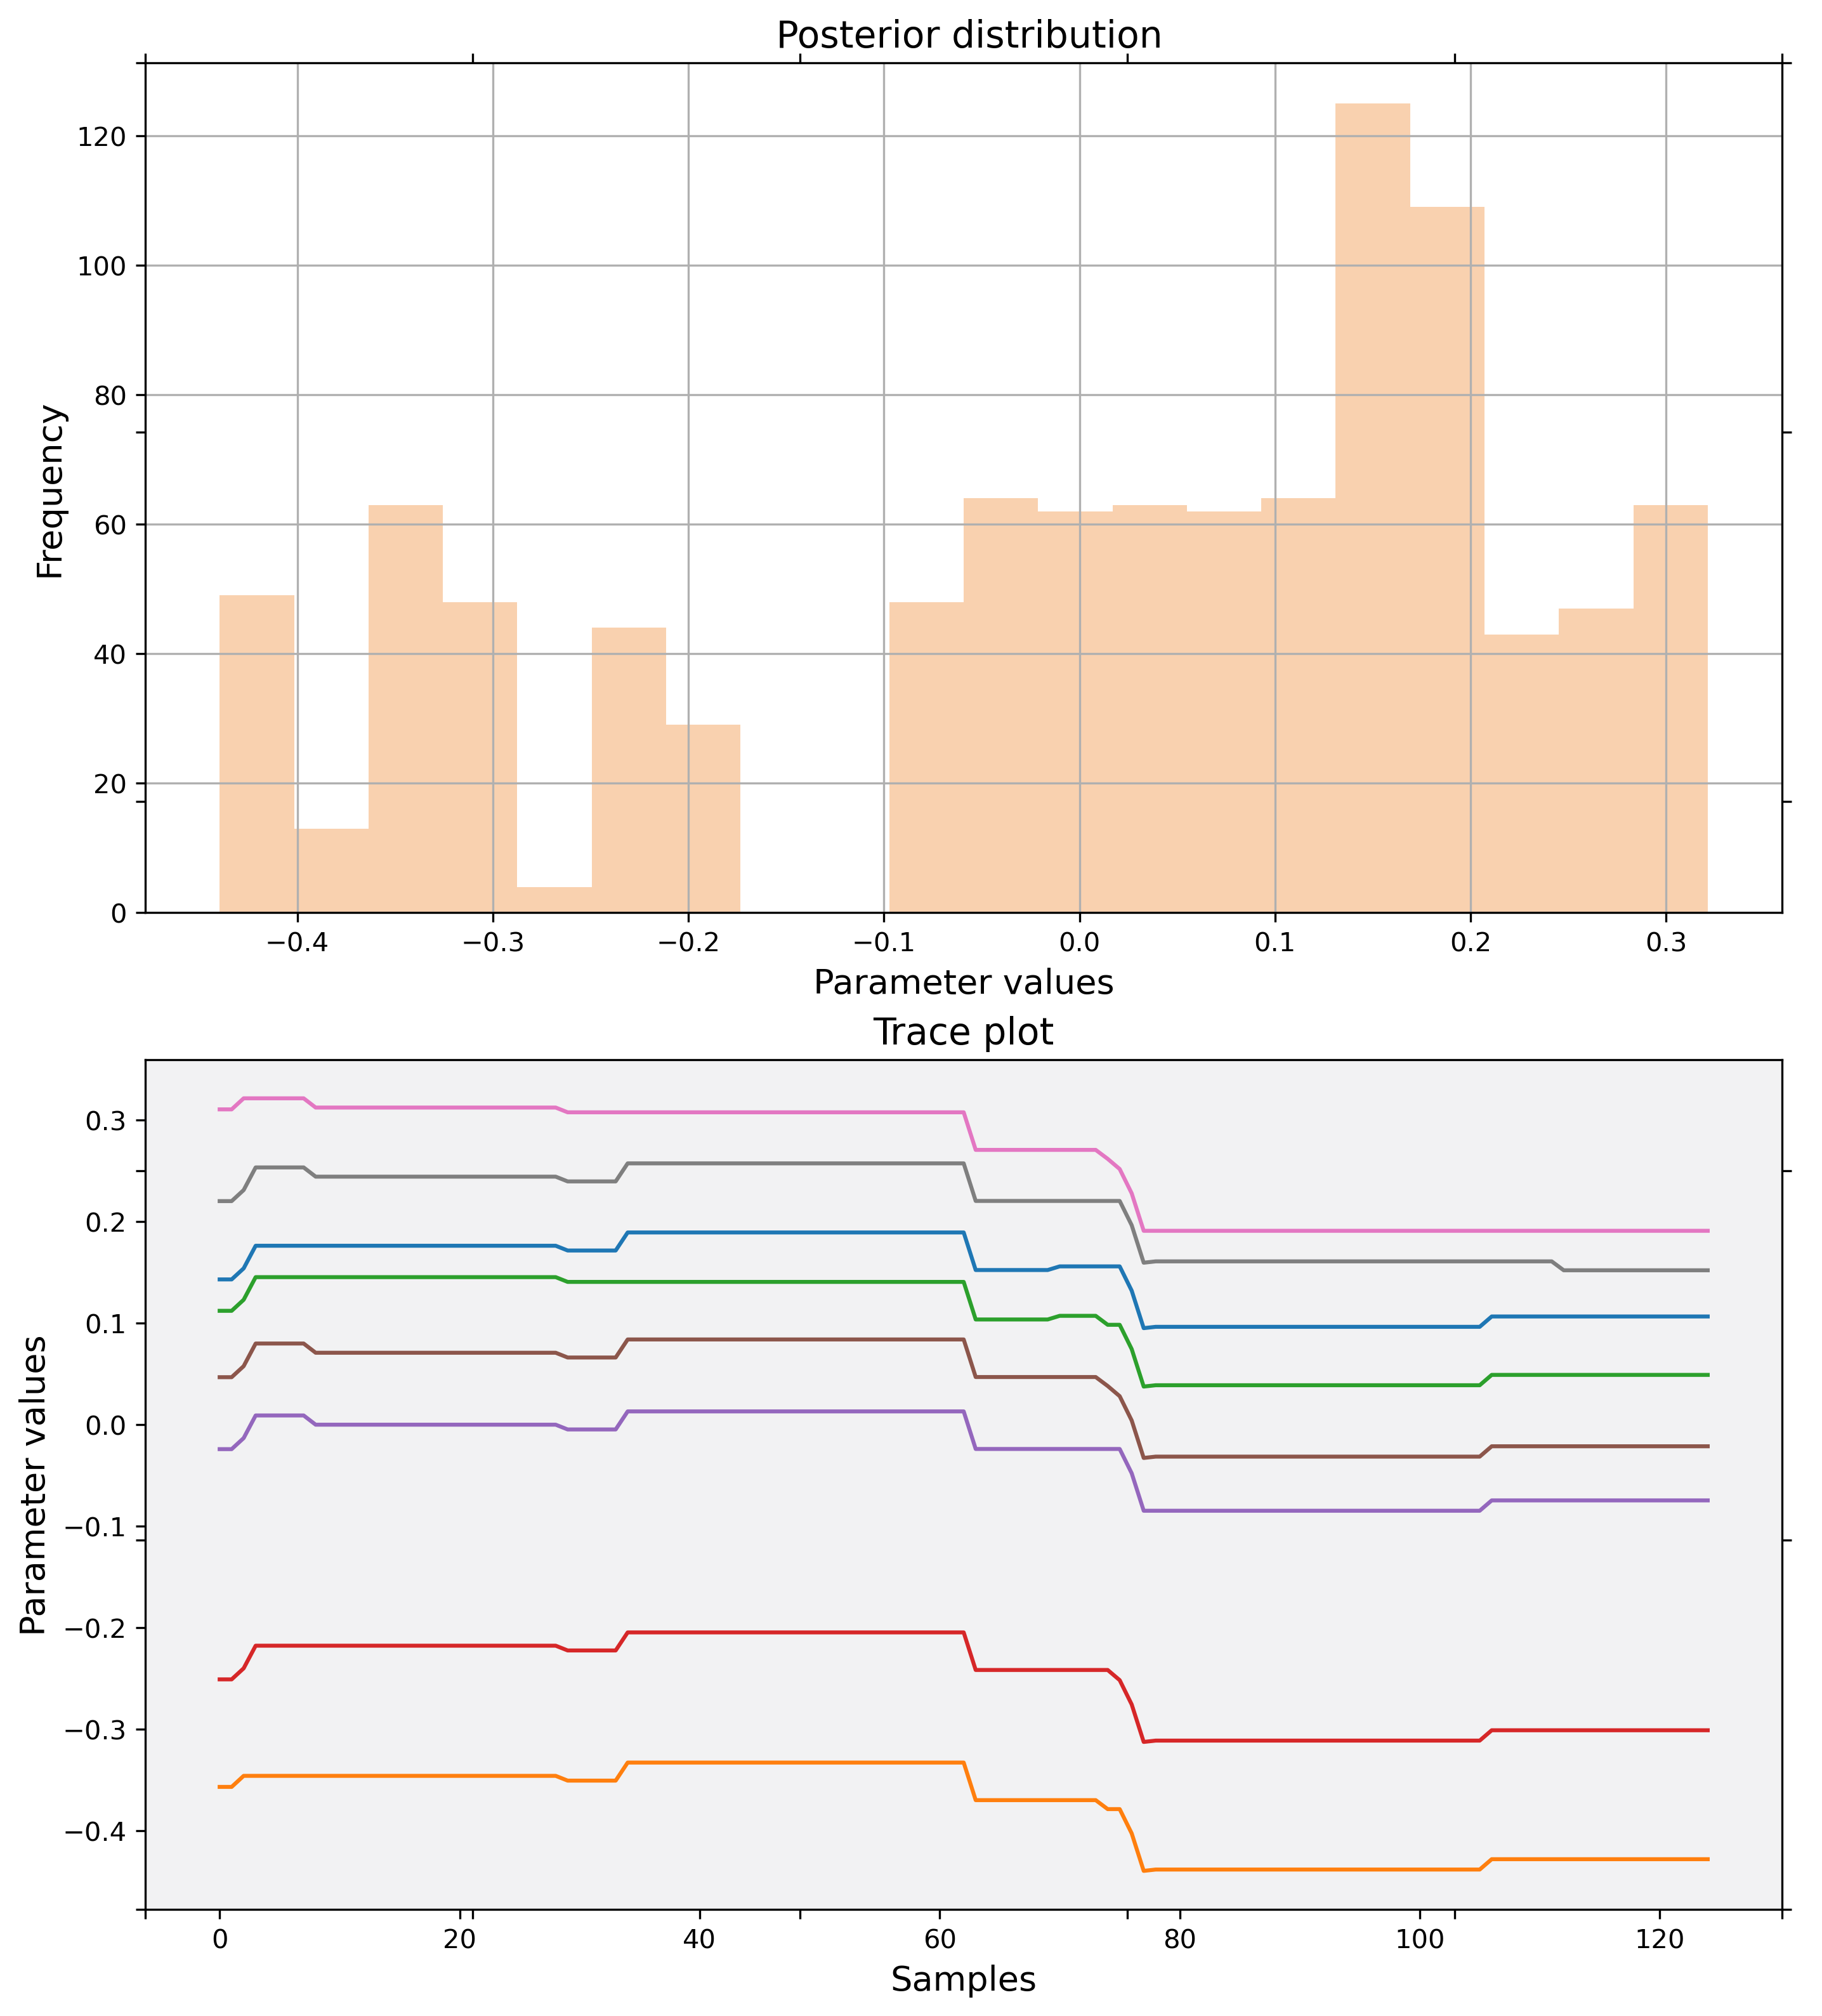 Posterior distribution
120
100
80
60
40
20
0
Frequency
−0.4 −0.3 −0.2 −0.1 0.0 0.1 0.2 0.3
Parameter values
Trace plot
0.3
0.2
0.1
0.0
−0.1
−0.2
−0.3
−0.4
Parameter values
0 20 40 60 80 100 120
Samples